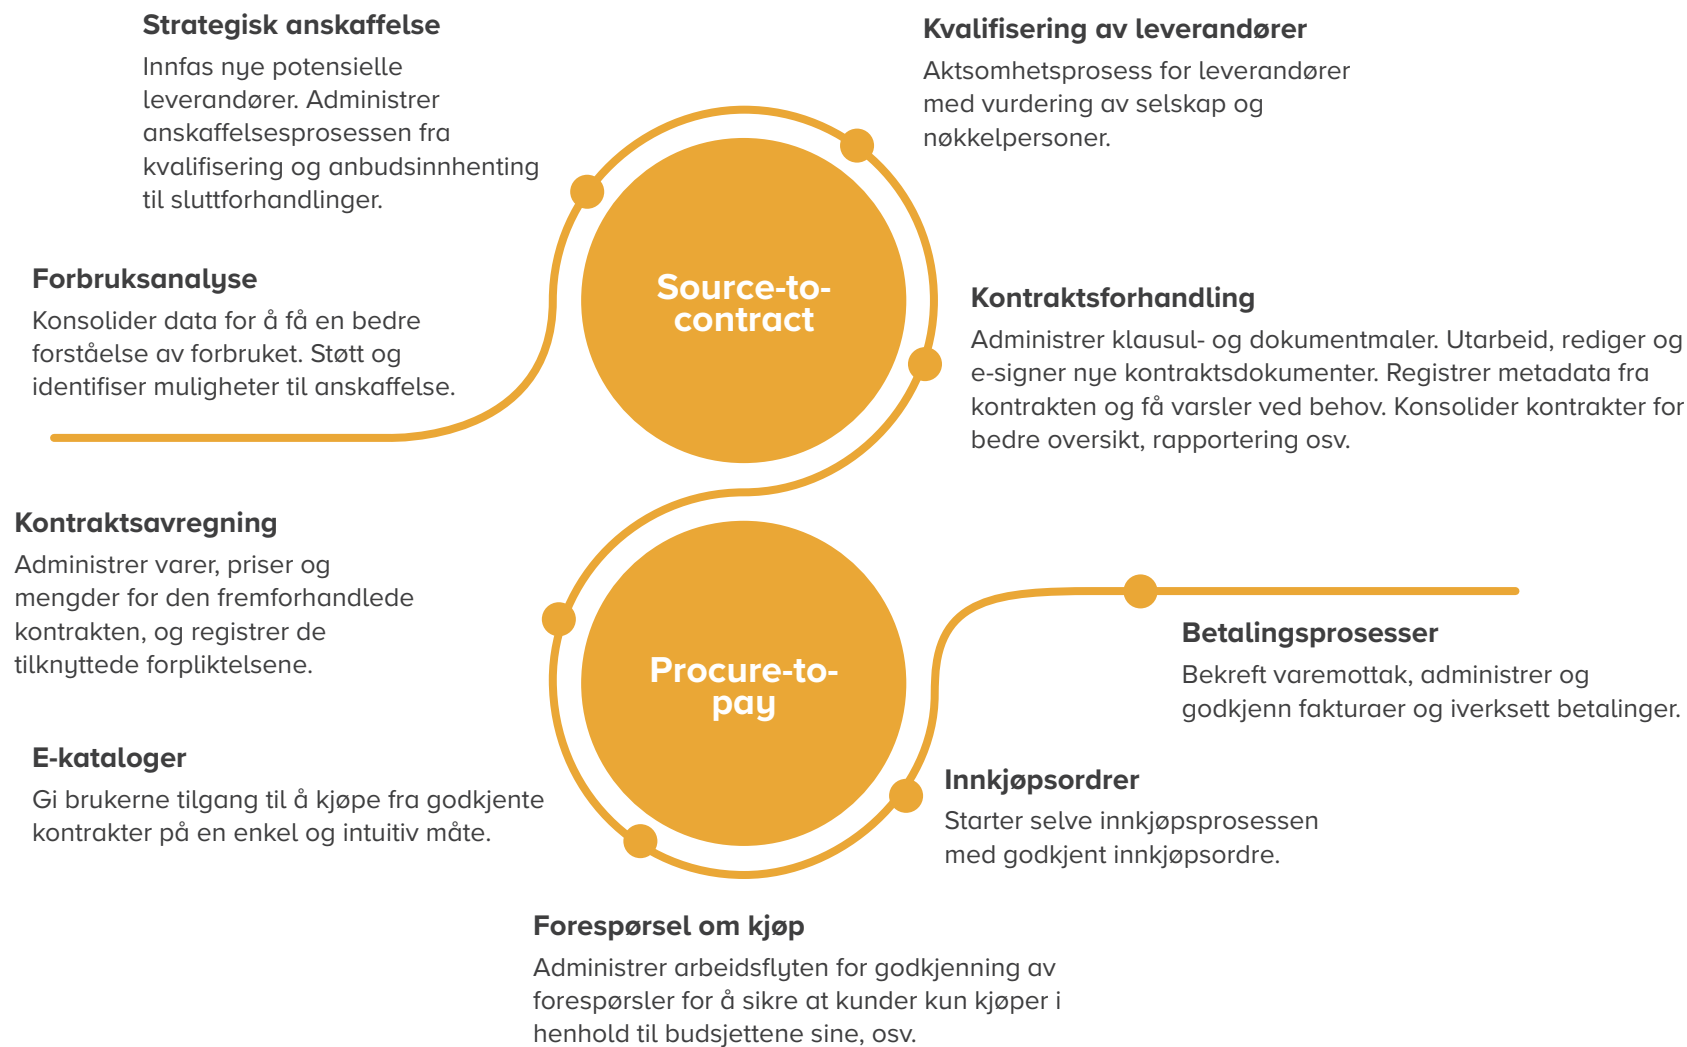 Strategisk anskaffelse
Innfas nye potensielle
leverandører. Administrer
anskaffelsesprosessen fra
kvalifisering og anbudsinnhenting
til sluttforhandlinger.
Kvalifisering av leverandører
Aktsomhetsprosess for leverandører
med vurdering av selskap og
nøkkelpersoner.
Forbruksanalyse
Konsolider data for å få en bedre
forståelse av forbruket. Støtt og
identifiser muligheter til anskaffelse.
Source-to-
contract
Kontraktsforhandling
Administrer klausul- og dokumentmaler. Utarbeid, rediger og
e-signer nye kontraktsdokumenter. Registrer metadata fra
kontrakten og få varsler ved behov. Konsolider kontrakter for
bedre oversikt, rapportering osv.
Kontraktsavregning
Administrer varer, priser og
mengder for den fremforhandlede
kontrakten, og registrer de
tilknyttede forpliktelsene.
Procure-to-
pay
Betalingsprosesser
Bekreft varemottak, administrer og
godkjenn fakturaer og iverksett betalinger.
E-kataloger
Gi brukerne tilgang til å kjøpe fra godkjente
kontrakter på en enkel og intuitiv måte.
Innkjøpsordrer
Starter selve innkjøpsprosessen
med godkjent innkjøpsordre.
Forespørsel om kjøp
Administrer arbeidsflyten for godkjenning av
forespørsler for å sikre at kunder kun kjøper i
henhold til budsjettene sine, osv.